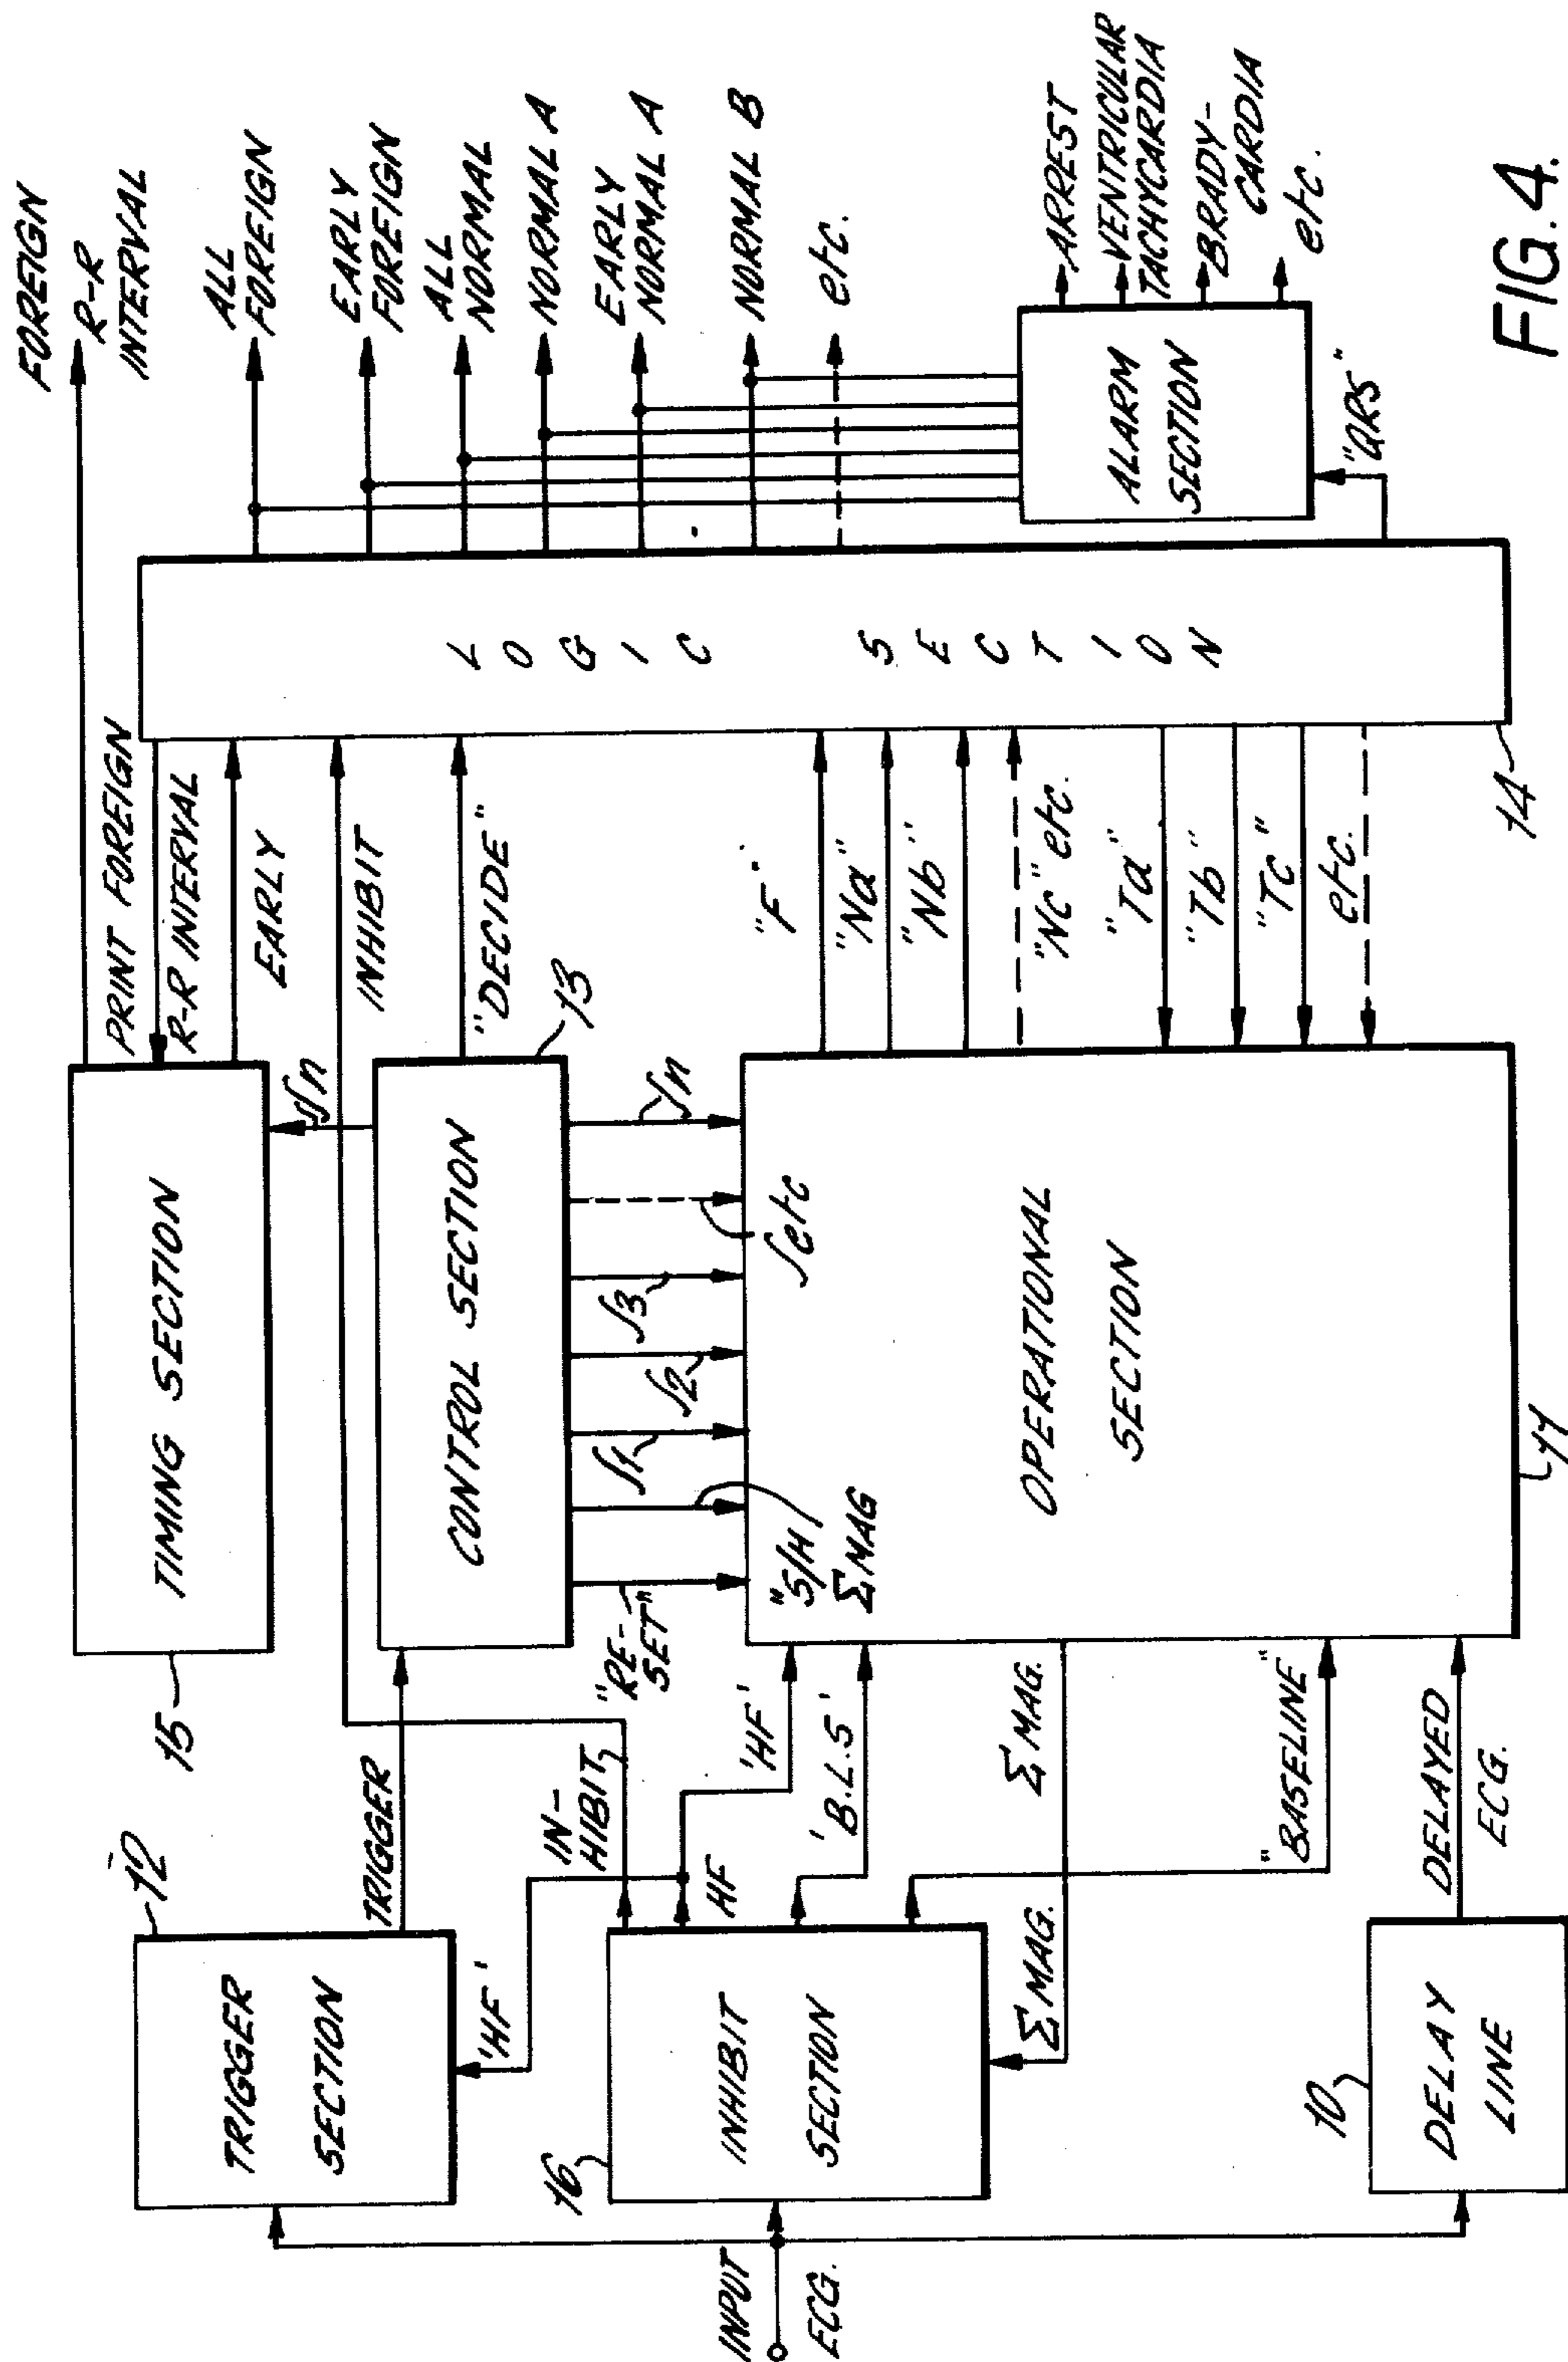 FOREIGN
R-R
INTERVAL
ALL
FOREIGN
EARLY
FOREIGN
ALL
NORMAL
NORMAL A
EARLY
NORMAL A
NORMAL B
etc.
ARREST
VENTRICULAR
TACHYCARDIA
BRADY-
CARDIA
etc.
ALARM
SECTION
"QRS"
LOGIC SECTION
14
PRINT FOREIGN
R-R INTERVAL
EARLY
INHIBIT
"DECIDE"
"F"
"Na"
"Nb"
"Nc" etc.
"Ta"
"Tb"
"Tc"
etc.
TIMING SECTION
15
∫n
CONTROL SECTION
13
"RE-
SET"
"S/H
ΣMAG
∫1
∫2
∫3
∫etc
∫n
OPERATIONAL
SECTION
11
TRIGGER
IN-
HIBIT
HF
'HF'
'HF'
'B.L.S'
Σ MAG.
Σ MAG.
"BASELINE"
DELAYED
ECG.
12
TRIGGER
SECTION
16
INHIBIT
SECTION
10
DELAY
LINE
INPUT
ECG.
FIG. 4.